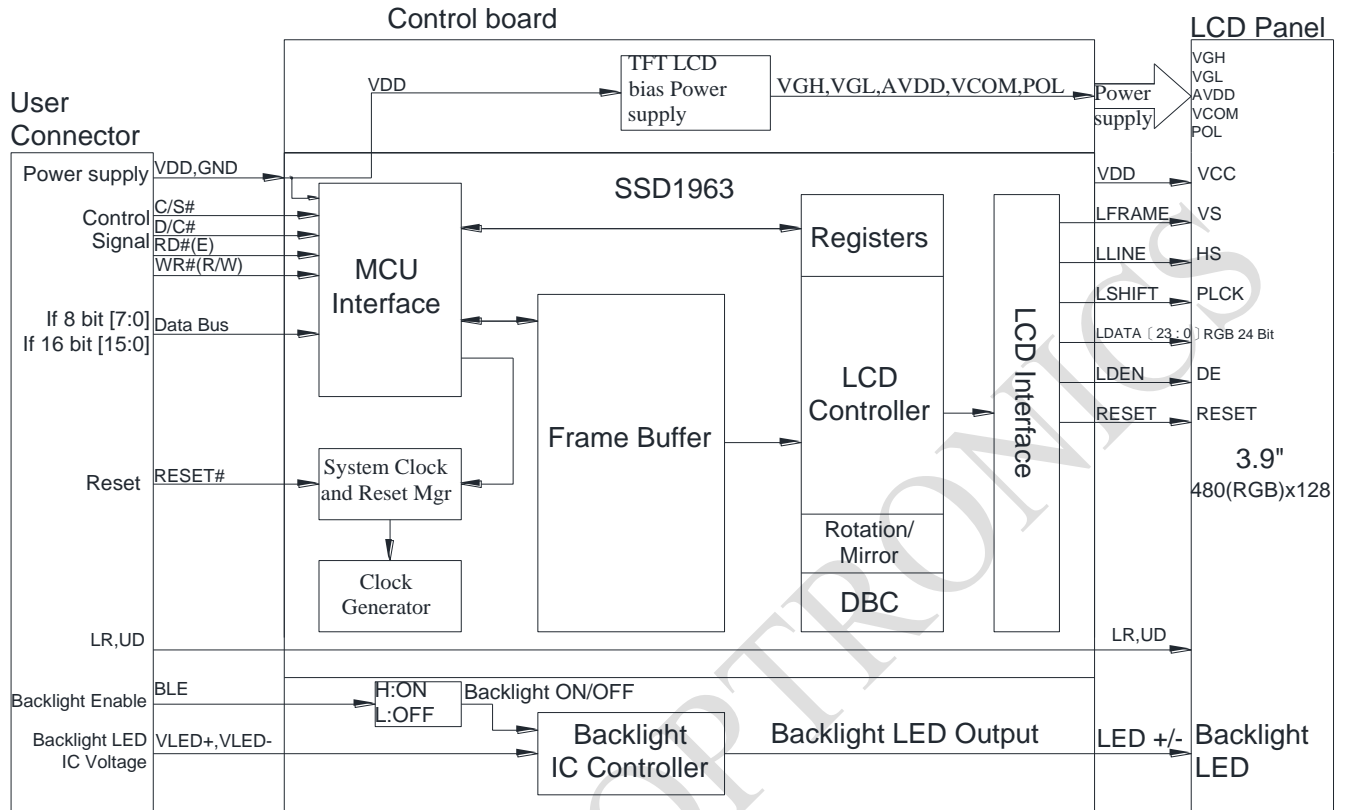 Control board
LCD Panel
User
Connector
VDD
TFT LCD
bias Power
supply
VGH,VGL,AVDD,VCOM,POL
Power
supply
VGH
VGL
AVDD
VCOM
POL
Power supply
VDD,GND
Control
Signal
C/S#
D/C#
RD#(E)
WR#(R/W)
If 8 bit [7:0]
If 16 bit [15:0]
Data Bus
Reset
RESET#
SSD1963
MCU
Interface
System Clock
and Reset Mgr
Clock
Generator
Frame Buffer
Registers
LCD
Controller
Rotation/
Mirror
DBC
LCD Interface
VDD
VCC
LFRAME
VS
LLINE
HS
LSHIFT
PLCK
LDATA [23:0] RGB 24 Bit
LDEN
DE
RESET
RESET
3.9"
480(RGB)x128
LR,UD
LR,UD
Backlight Enable
BLE
H:ON
L:OFF
Backlight ON/OFF
Backlight LED
IC Voltage
VLED+,VLED-
Backlight
IC Controller
Backlight LED Output
LED +/-
Backlight
LED
OPTRONICS